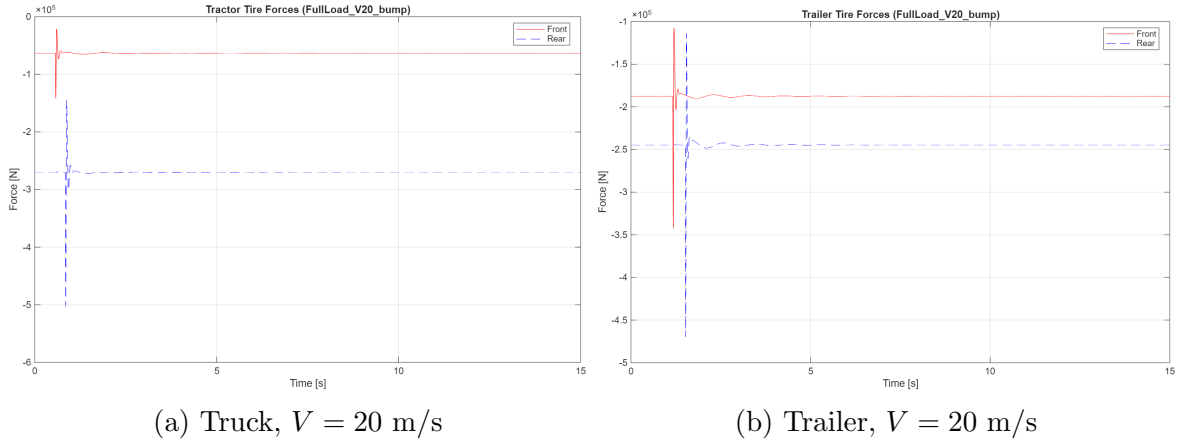 Tractor Tire Forces (FullLoad_V20_bump)
×10⁵
Front
Rear
0
-1
-2
-3
-4
-5
-6
Force [N]
0
5
10
15
Time [s]
(a) Truck, V = 20 m/s
Trailer Tire Forces (FullLoad_V20_bump)
×10⁵
Front
Rear
-1
-1.5
-2
-2.5
-3
-3.5
-4
-4.5
-5
Force [N]
0
5
10
15
Time [s]
(b) Trailer, V = 20 m/s